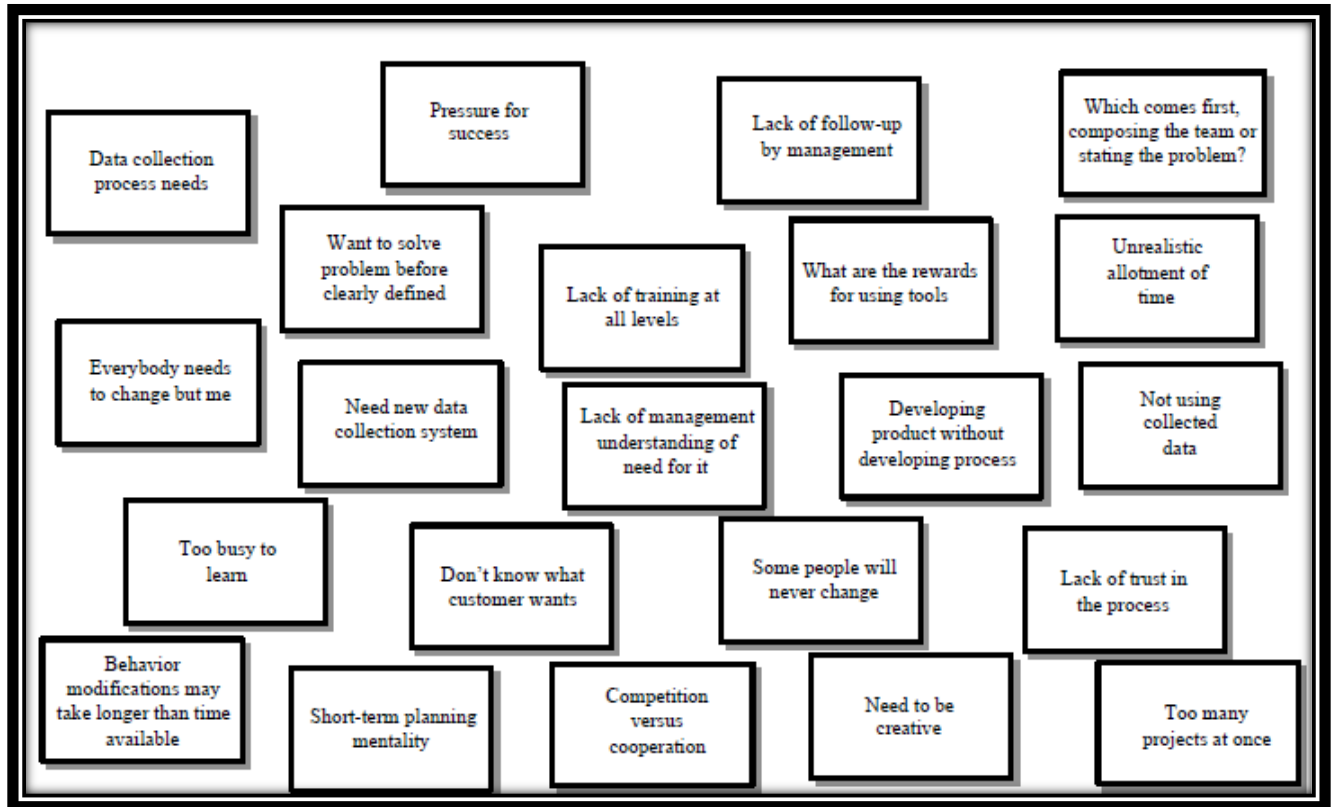 Pressure for
success
Lack of follow-up
by management
Which comes first,
composing the team or
stating the problem?
Data collection
process needs
Want to solve
problem before
clearly defined
Lack of training at
all levels
What are the rewards
for using tools
Unrealistic
allotment of
time
Everybody needs
to change but me
Need new data
collection system
Lack of management
understanding of
need for it
Developing
product without
developing process
Not using
collected
data
Too busy to
learn
Don’t know what
customer wants
Some people will
never change
Lack of trust in
the process
Behavior
modifications may
take longer than time
available
Short-term planning
mentality
Competition
versus
cooperation
Need to be
creative
Too many
projects at once